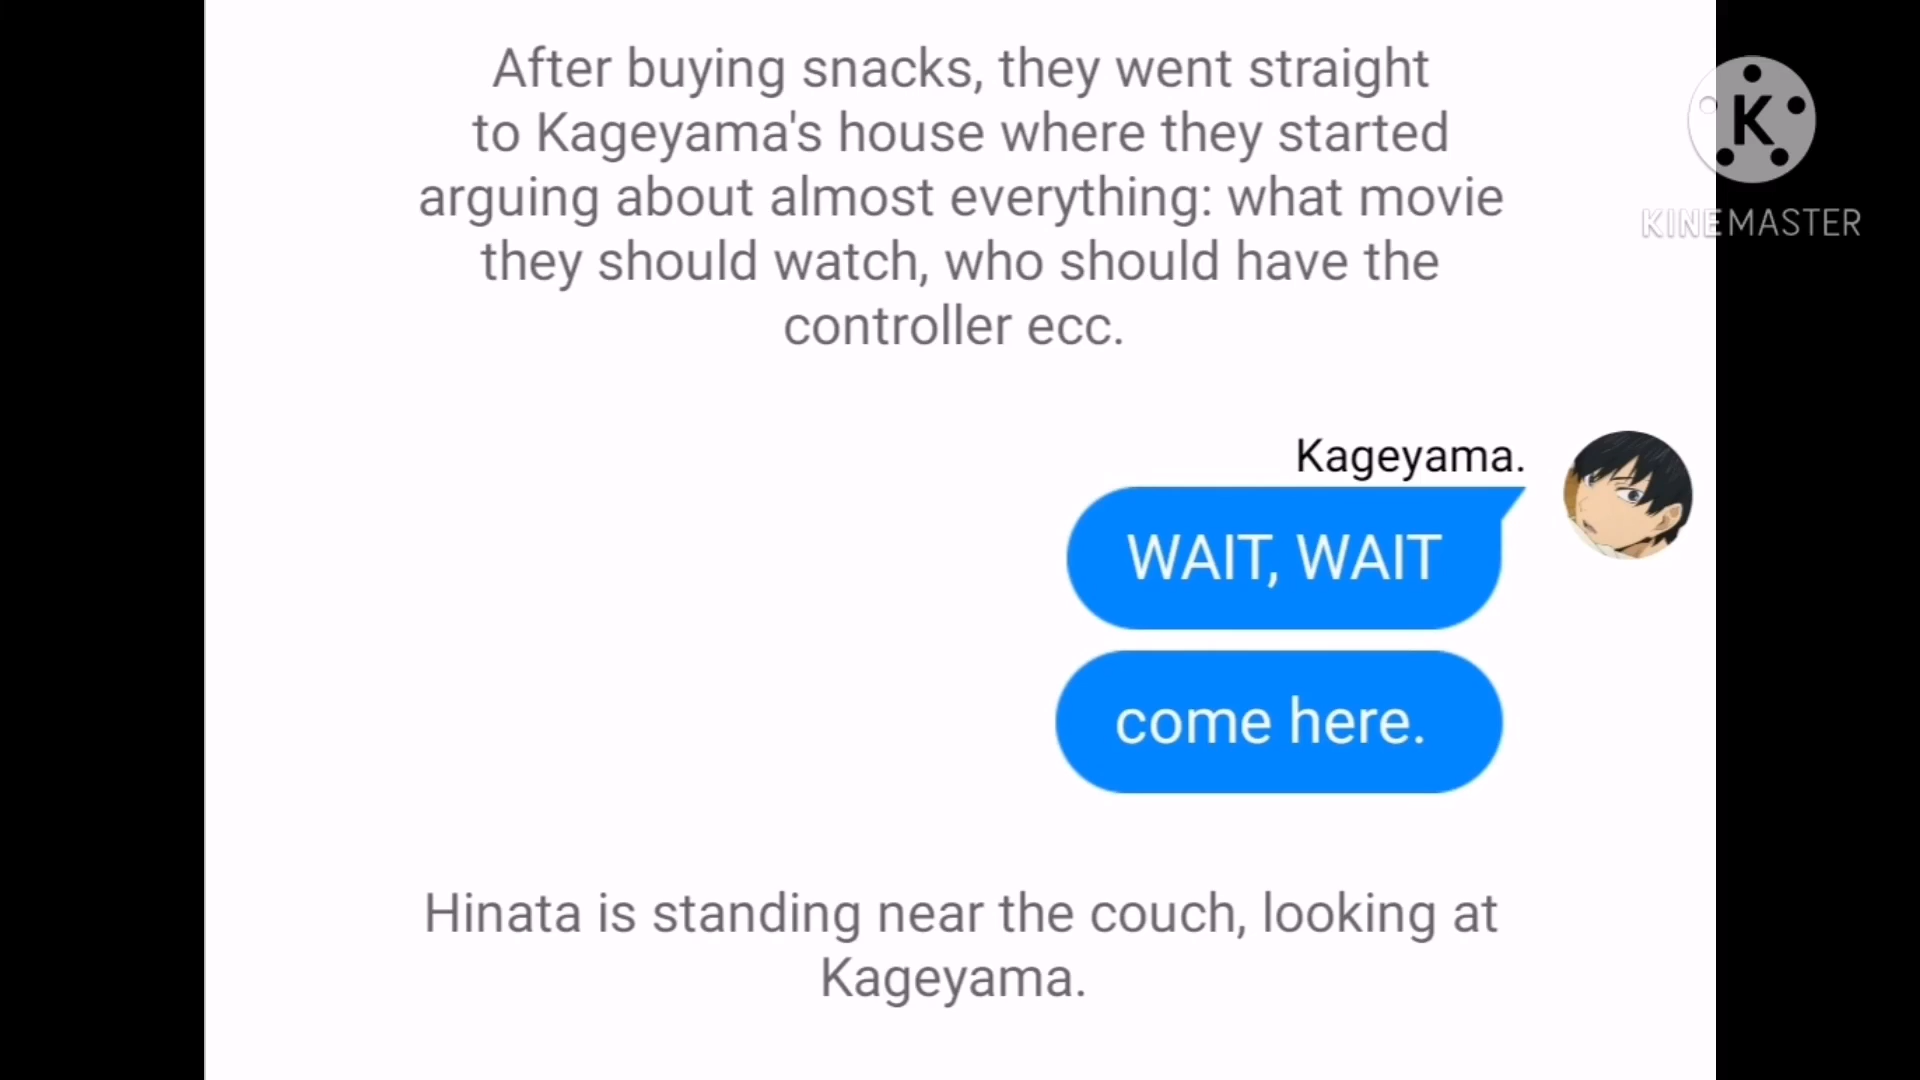 After buying snacks, they went straight
to Kageyama's house where they started
arguing about almost everything: what movie
they should watch, who should have the
controller ecc.
K
KINEMASTER
Kageyama.
WAIT, WAIT
come here.
Hinata is standing near the couch, looking at
Kageyama.